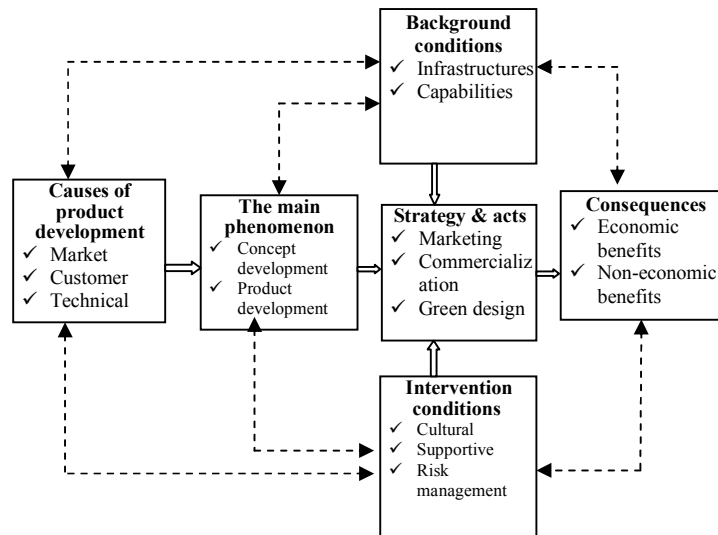 Background
conditions
✓ Infrastructures
✓ Capabilities
Causes of
product
development
✓ Market
✓ Customer
✓ Technical
The main
phenomenon
✓ Concept
development
✓ Product
development
Strategy & acts
✓ Marketing
✓ Commercializ
ation
✓ Green design
Consequences
✓ Economic
benefits
✓ Non-economic
benefits
Intervention
conditions
✓ Cultural
✓ Supportive
✓ Risk
management